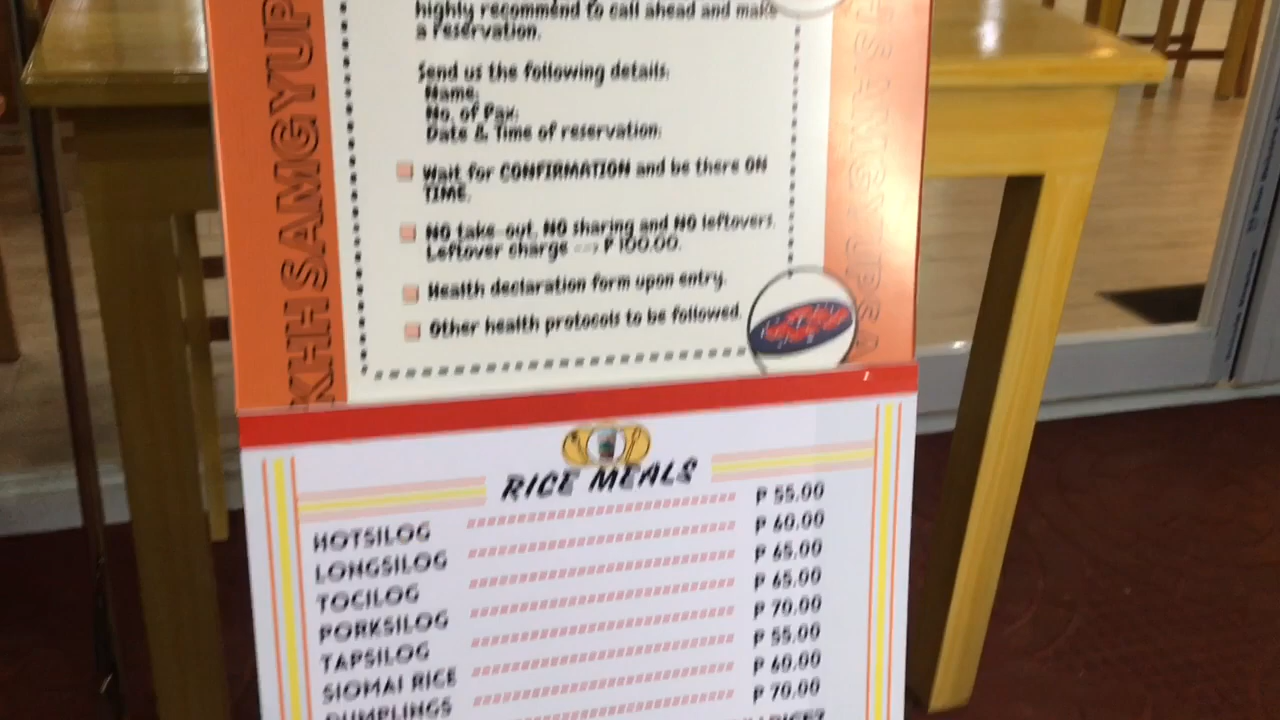 highly recommend to call ahead and make
a reservation.
Send us the following details:
Name:
No. of Pax:
Date & Time of reservation:
Wait for CONFIRMATION and be there ON
TIME.
NO take-out, NO sharing and NO leftovers.
Leftover charge --> ₱100.00.
Health declaration form upon entry.
Other health protocols to be followed.
KHH SAMGYUP
RICE MEALS
HOTSILOG ₱ 55.00
LONGSILOG ₱ 60.00
TOCILOG ₱ 65.00
PORKSILOG ₱ 65.00
TAPSILOG ₱ 70.00
SIOMAI RICE ₱ 55.00
DUMPLINGS ₱ 60.00
₱ 70.00